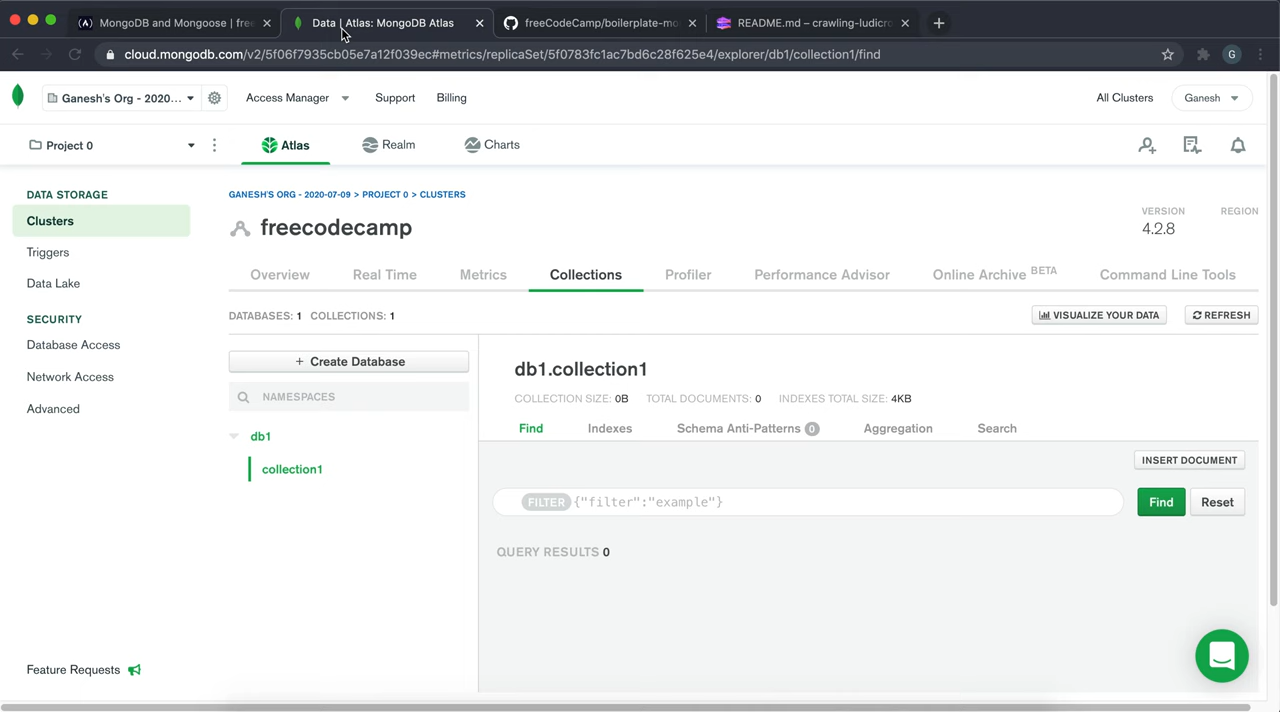 MongoDB and Mongoose | free
Data | Atlas: MongoDB Atlas
freeCodeCamp/boilerplate-mo
README.md – crawling-ludicro
cloud.mongodb.com/v2/5f06f7935cb05e7a12f039ec#metrics/replicaSet/5f0783fc1ac7bd6c28f625e4/explorer/db1/collection1/find
G
Ganesh's Org - 2020...
Access Manager
Support
Billing
All Clusters
Ganesh
Project 0
Atlas
Realm
Charts
DATA STORAGE
Clusters
Triggers
Data Lake
SECURITY
Database Access
Network Access
Advanced
Feature Requests
GANESH'S ORG - 2020-07-09 > PROJECT 0 > CLUSTERS
freecodecamp
VERSION
4.2.8
REGION
Overview
Real Time
Metrics
Collections
Profiler
Performance Advisor
Online Archive BETA
Command Line Tools
DATABASES: 1 COLLECTIONS: 1
VISUALIZE YOUR DATA
REFRESH
+ Create Database
NAMESPACES
db1
collection1
db1.collection1
COLLECTION SIZE: 0B TOTAL DOCUMENTS: 0 INDEXES TOTAL SIZE: 4KB
Find
Indexes
Schema Anti-Patterns 0
Aggregation
Search
INSERT DOCUMENT
FILTER {"filter":"example"}
Find
Reset
QUERY RESULTS 0